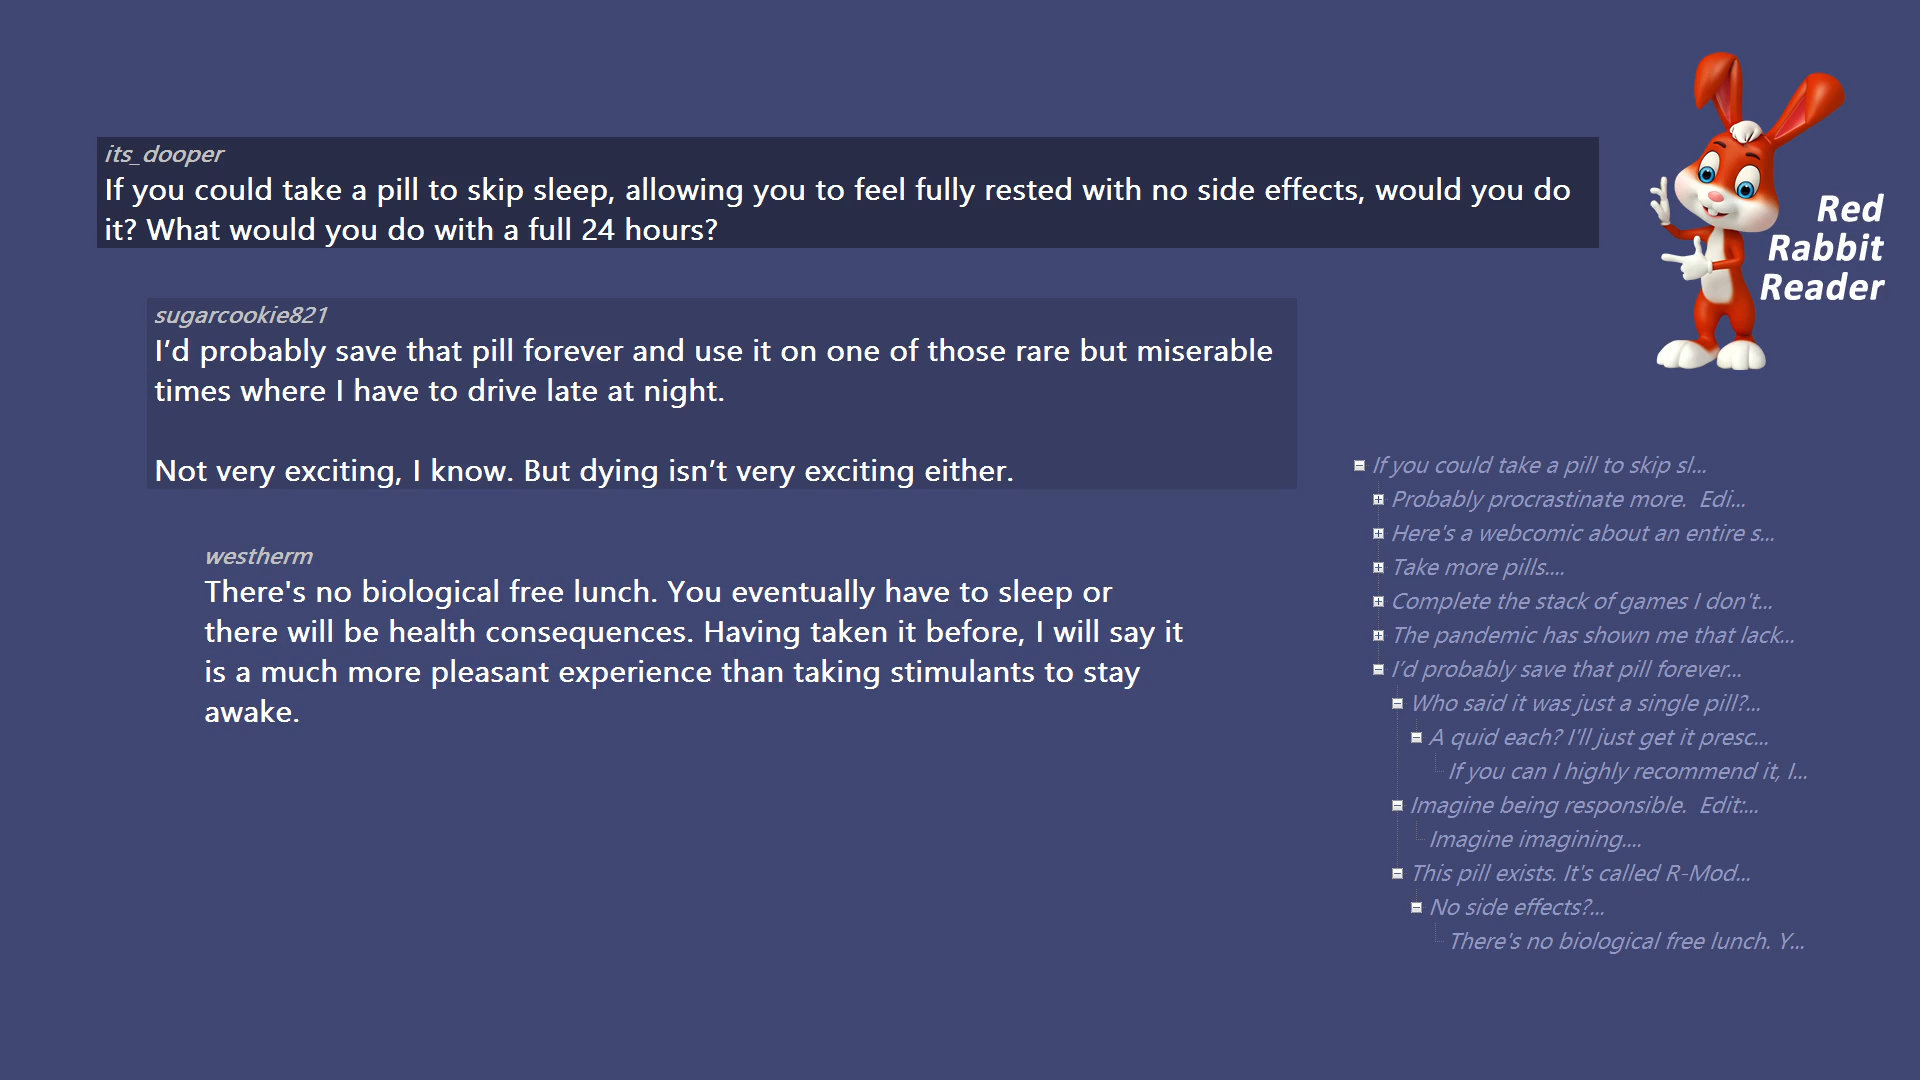 its_dooper
If you could take a pill to skip sleep, allowing you to feel fully rested with no side effects, would you do
it? What would you do with a full 24 hours?
sugarcookie821
I’d probably save that pill forever and use it on one of those rare but miserable
times where I have to drive late at night.
Not very exciting, I know. But dying isn’t very exciting either.
westherm
There's no biological free lunch. You eventually have to sleep or
there will be health consequences. Having taken it before, I will say it
is a much more pleasant experience than taking stimulants to stay
awake.
Red
Rabbit
Reader
If you could take a pill to skip sl...
Probably procrastinate more.  Edi...
Here's a webcomic about an entire s...
Take more pills....
Complete the stack of games I don't...
The pandemic has shown me that lack...
I’d probably save that pill forever...
Who said it was just a single pill?...
A quid each? I'll just get it presc...
If you can I highly recommend it, I...
Imagine being responsible.  Edit:...
Imagine imagining....
This pill exists. It's called R-Mod...
No side effects?...
There's no biological free lunch. Y...